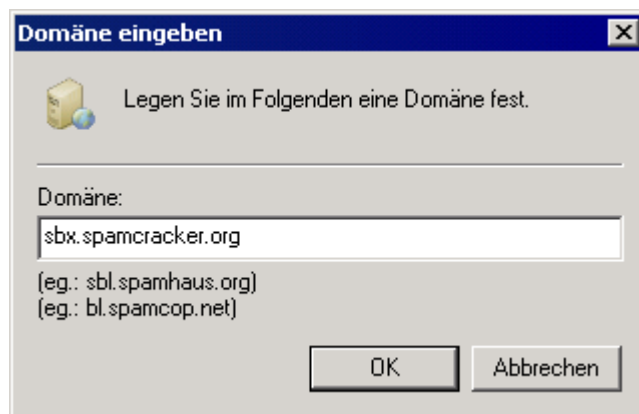 Domäne eingeben
Legen Sie im Folgenden eine Domäne fest.
Domäne:
sbx.spamcracker.org
(eg.: sbl.spamhaus.org)
(eg.: bl.spamcop.net)
OK Abbrechen